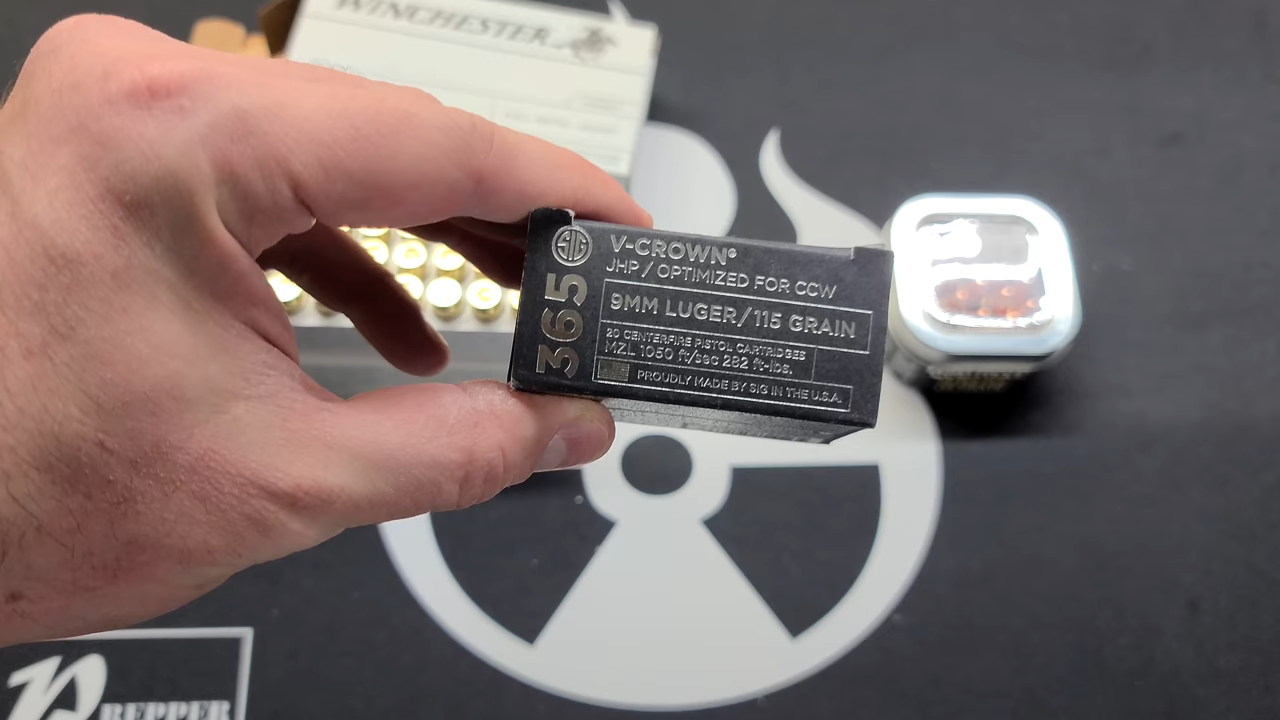 WINCHESTER
SIG
365
V-CROWN®
JHP / OPTIMIZED FOR CCW
9MM LUGER/115 GRAIN
20 CENTERFIRE PISTOL CARTRIDGES
MZL 1050 ft/sec 282 ft-lbs.
PROUDLY MADE BY SIG IN THE U.S.A.
PREPPER